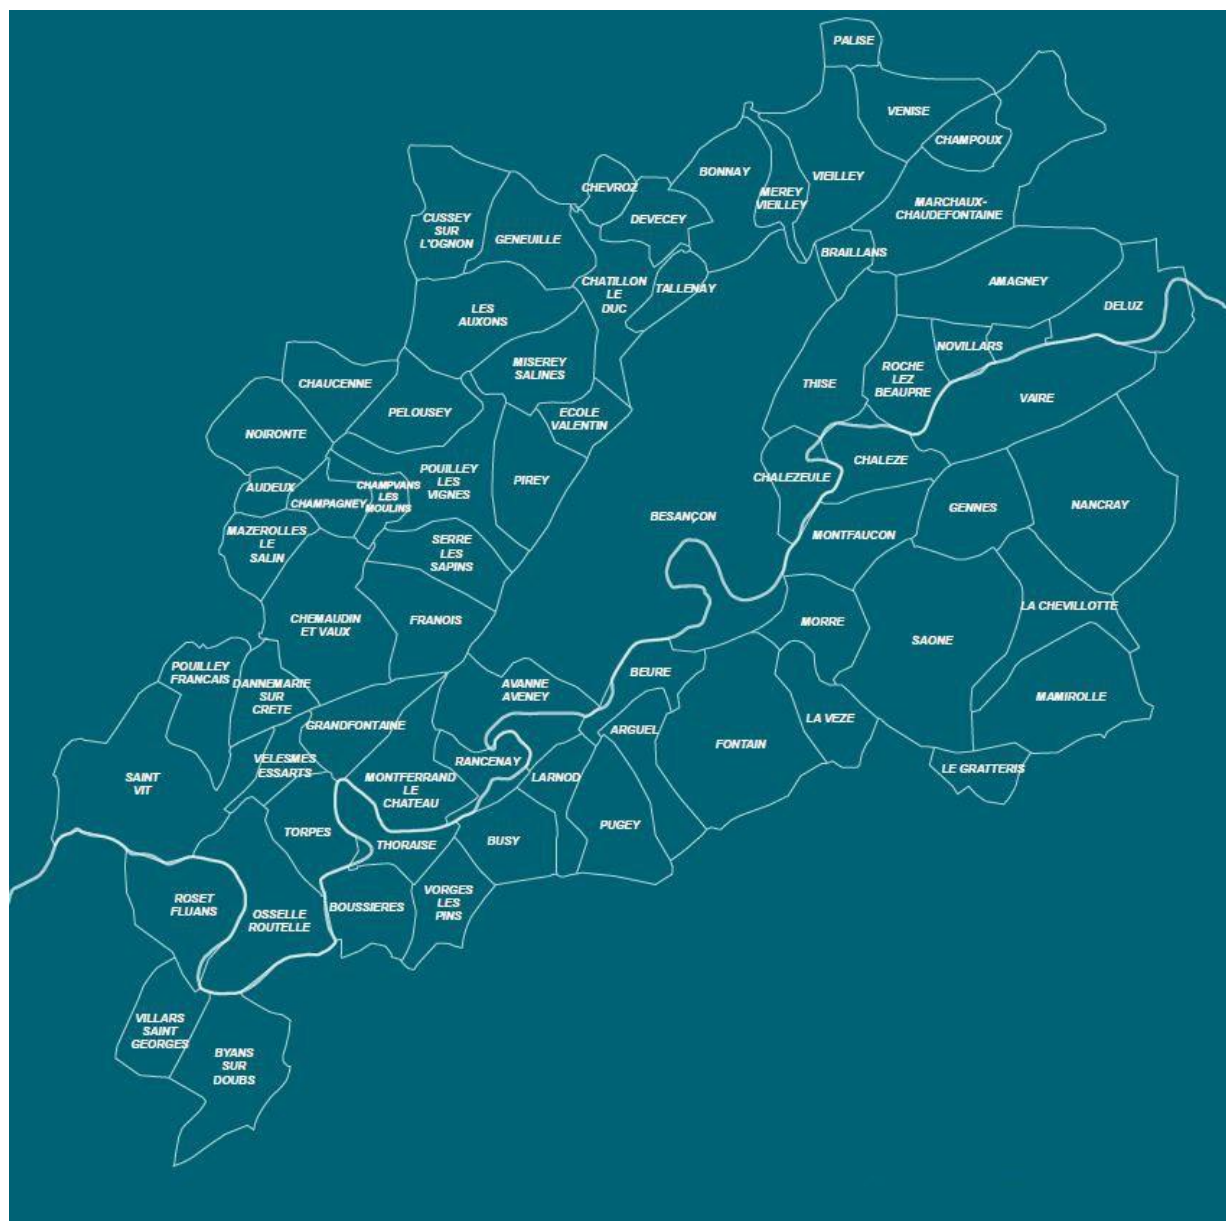 PALISE
VENISE
CHAMPOUX
BONNAY
MEREY
VIEILLEY
VIEILLEY
MARCHAUX-
CHAUDEFONTAINE
CHEVROZ
DEVECEY
CUSSEY
SUR
L'OGNON
GENEUILLE
BRAILLANS
CHATILLON
LE
DUC
TALLENAY
AMAGNEY
DELUZ
LES
AUXONS
NOVILLARS
MISEREY
SALINES
ROCHE
LEZ
BEAUPRE
THISE
VAIRE
CHAUCENNE
PELOUSEY
ECOLE
VALENTIN
NOIRONTE
CHALEZE
CHALEZEULE
POUILLEY
LES
VIGNES
PIREY
AUDEUX
CHAMPAGNEY
CHAMPVANS
LES
MOULINS
GENNES
NANCRAY
BESANÇON
MAZEROLLES
LE
SALIN
SERRE
LES
SAPINS
MONTFAUCON
LA CHEVILLOTTE
CHEMAUDIN
ET VAUX
FRANOIS
MORRE
SAONE
POUILLEY
FRANCAIS
DANNEMARIE
SUR
CRETE
AVANNE
AVENEY
BEURE
MAMIROLLE
GRANDFONTAINE
ARGUEL
LA VEZE
FONTAIN
VELESMES
ESSARTS
RANCENAY
LE GRATTERIS
SAINT
VIT
MONTFERRAND
LE
CHATEAU
LARNOD
TORPES
THORAISE
BUSY
PUGEY
ROSET
FLUANS
OSSELLE
ROUTELLE
BOUSSIERES
VORGES
LES
PINS
VILLARS
SAINT
GEORGES
BYANS
SUR
DOUBS